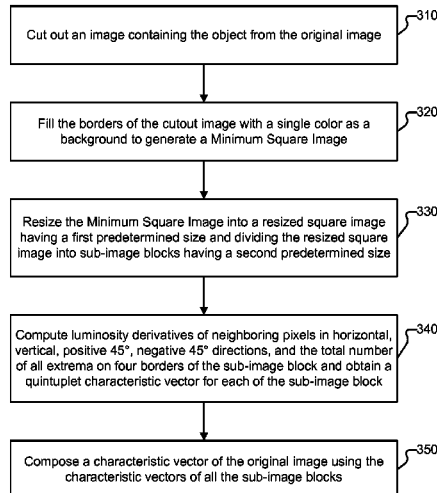 310
Cut out an image containing the object from the original image
320
Fill the borders of the cutout image with a single color as a
background to generate a Minimum Square Image
330
Resize the Minimum Square Image into a resized square image
having a first predetermined size and dividing the resized square
image into sub-image blocks having a second predetermined size
340
Compute luminosity derivatives of neighboring pixels in horizontal,
vertical, positive 45°, negative 45° directions, and the total number
of all extrema on four borders of the sub-image block and obtain a
quintuplet characteristic vector for each of the sub-image block
350
Compose a characteristic vector of the original image using the
characteristic vectors of all the sub-image blocks